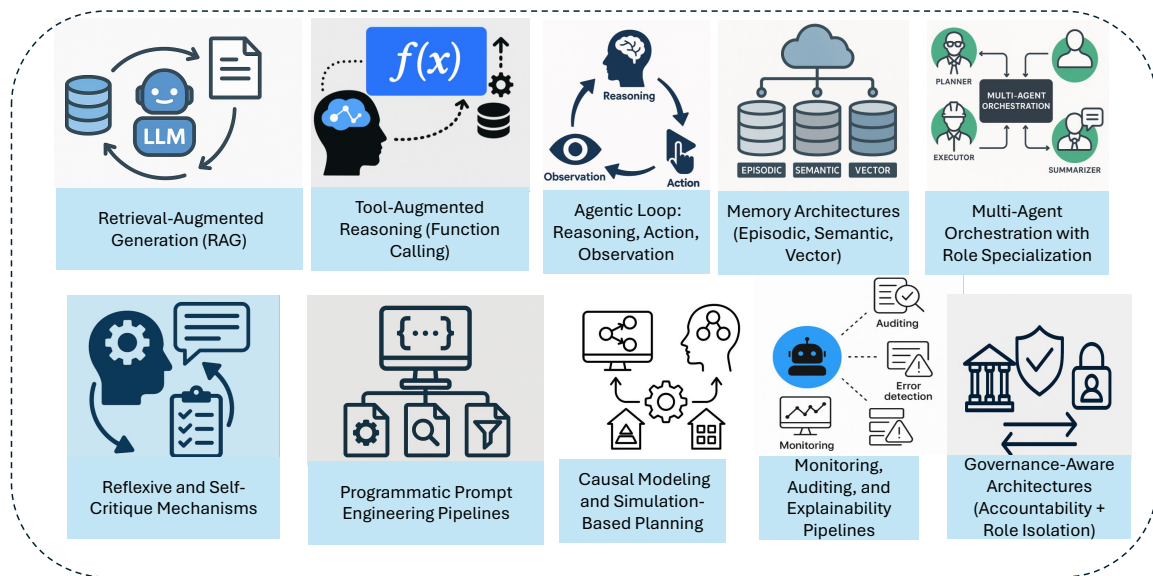 LLM
f(x)
Reasoning
Observation
Action
EPISODIC
SEMANTIC
VECTOR
PLANNER
MULTI-AGENT
ORCHESTRATION
EXECUTOR
SUMMARIZER
Retrieval-Augmented
Generation (RAG)
Tool-Augmented
Reasoning (Function
Calling)
Agentic Loop:
Reasoning, Action,
Observation
Memory Architectures
(Episodic, Semantic,
Vector)
Multi-Agent
Orchestration with
Role Specialization
{···}
Auditing
Error
detection
Monitoring
Reflexive and Self-
Critique Mechanisms
Programmatic Prompt
Engineering Pipelines
Causal Modeling
and Simulation-
Based Planning
Monitoring,
Auditing, and
Explainability
Pipelines
Governance-Aware
Architectures
(Accountability +
Role Isolation)